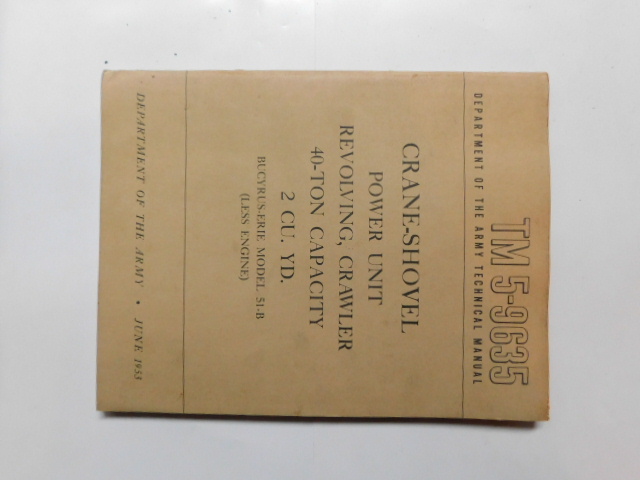 TM 5-9635
DEPARTMENT OF THE ARMY TECHNICAL MANUAL
CRANE-SHOVEL
POWER UNIT
REVOLVING, CRAWLER
40-TON CAPACITY
2 CU. YD.
BUCYRUS-ERIE MODEL 51-B
(LESS ENGINE)
DEPARTMENT OF THE ARMY • JUNE 1953